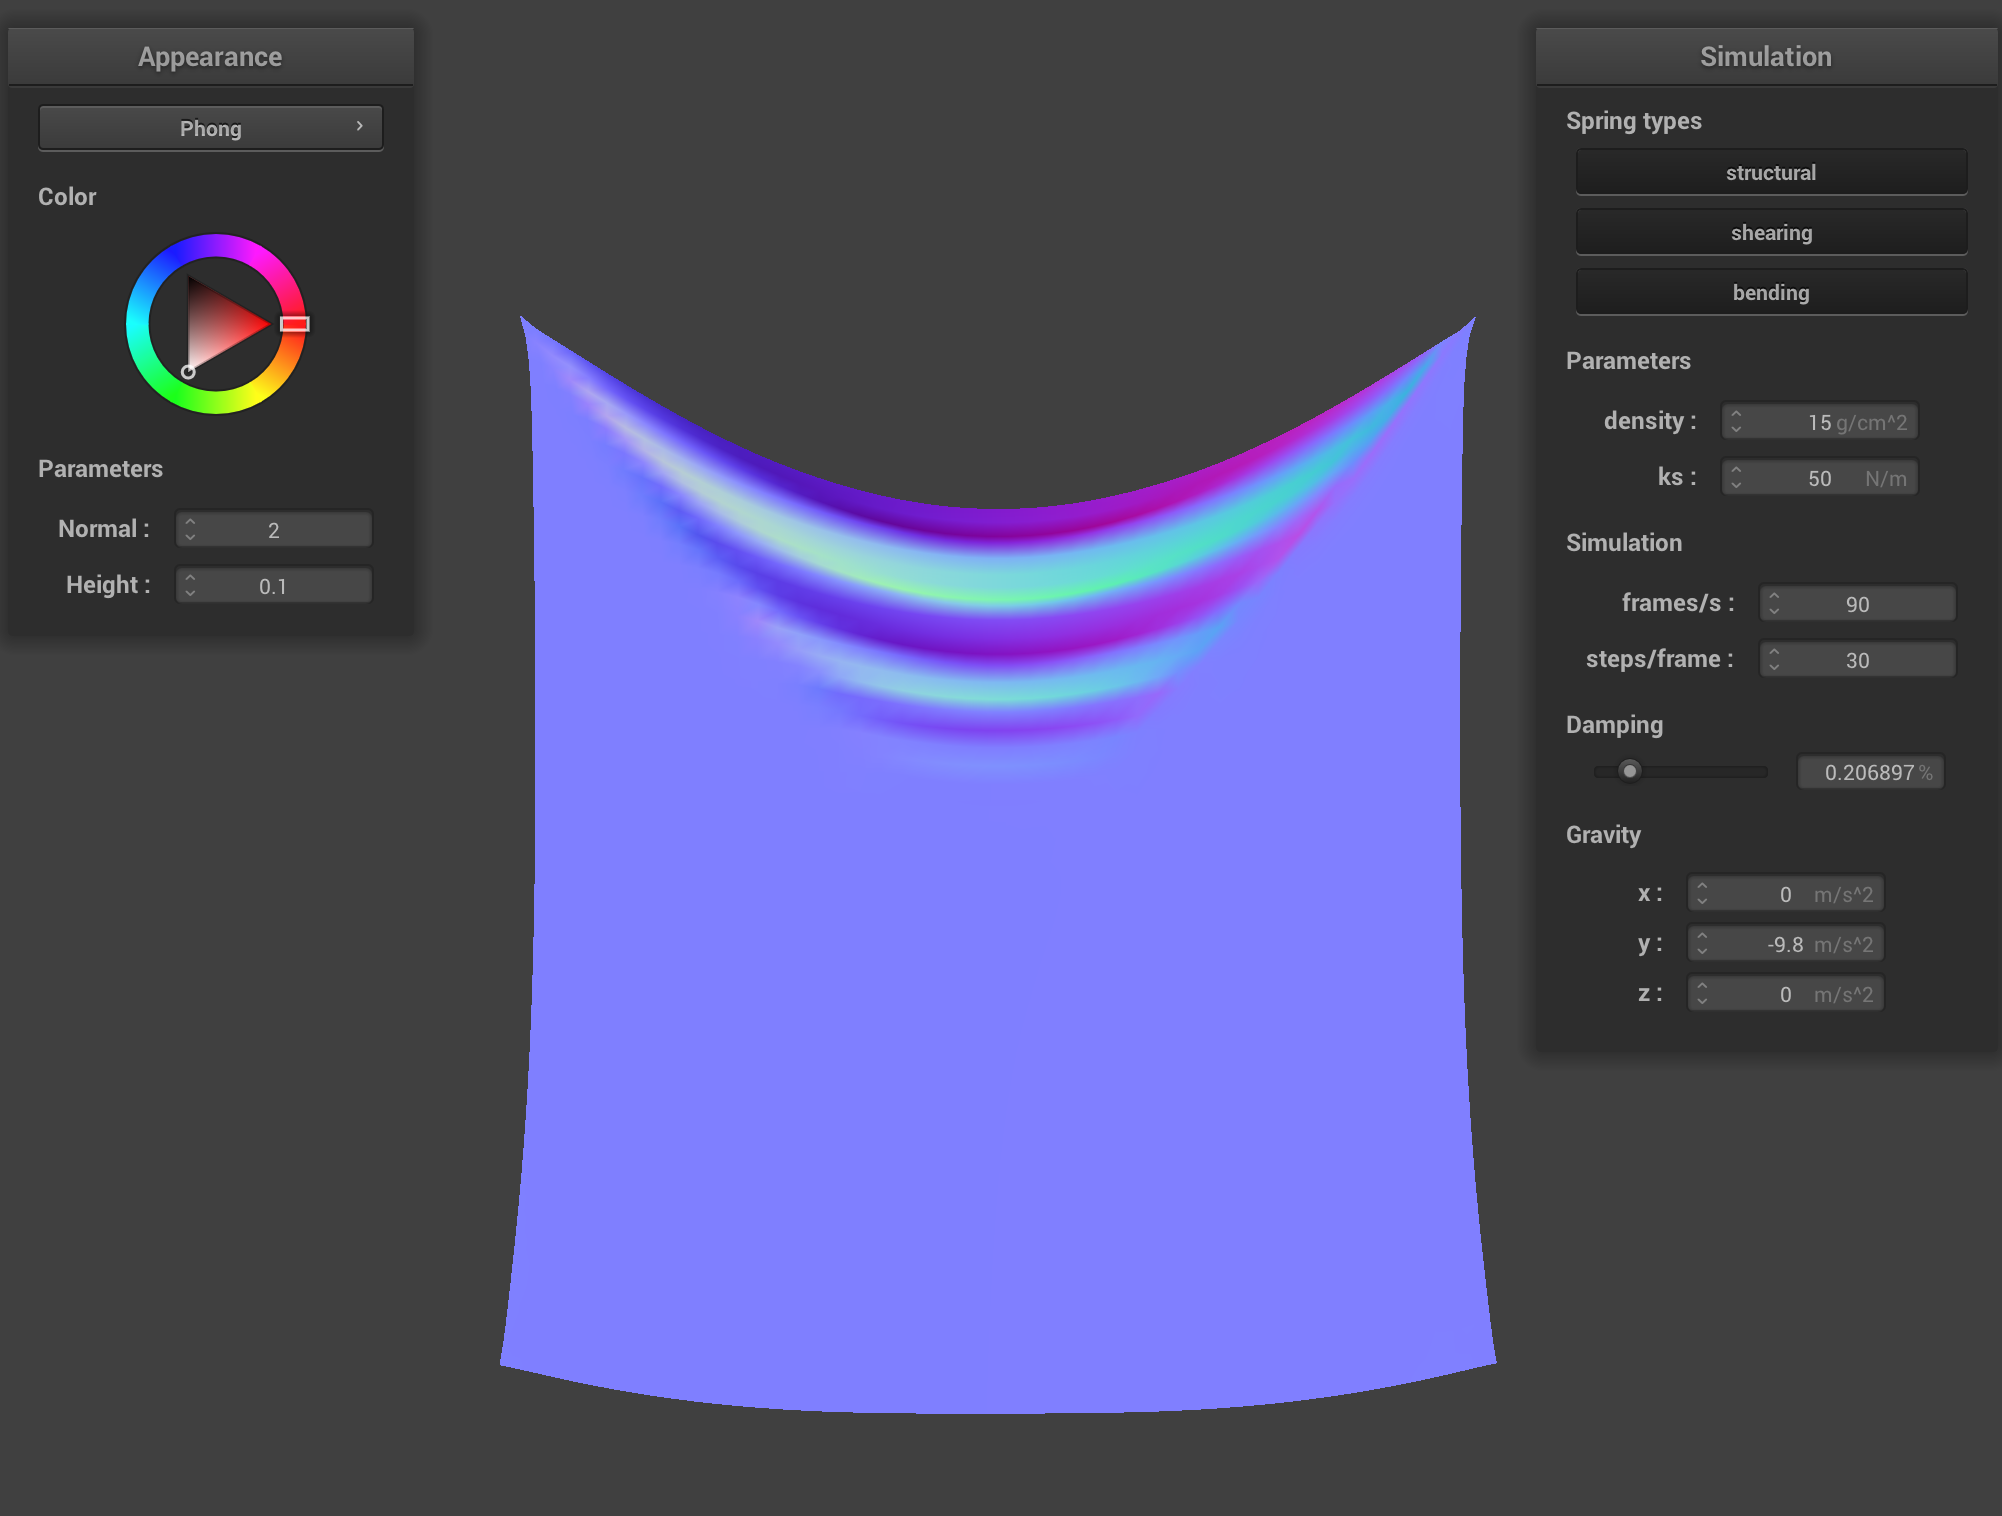 Appearance
Phong
Color
Parameters
Normal : 2
Height : 0.1
Simulation
Spring types
structural
shearing
bending
Parameters
density : 15 g/cm^2
ks : 50 N/m
Simulation
frames/s : 90
steps/frame : 30
Damping
0.206897 %
Gravity
x : 0 m/s^2
y : -9.8 m/s^2
z : 0 m/s^2